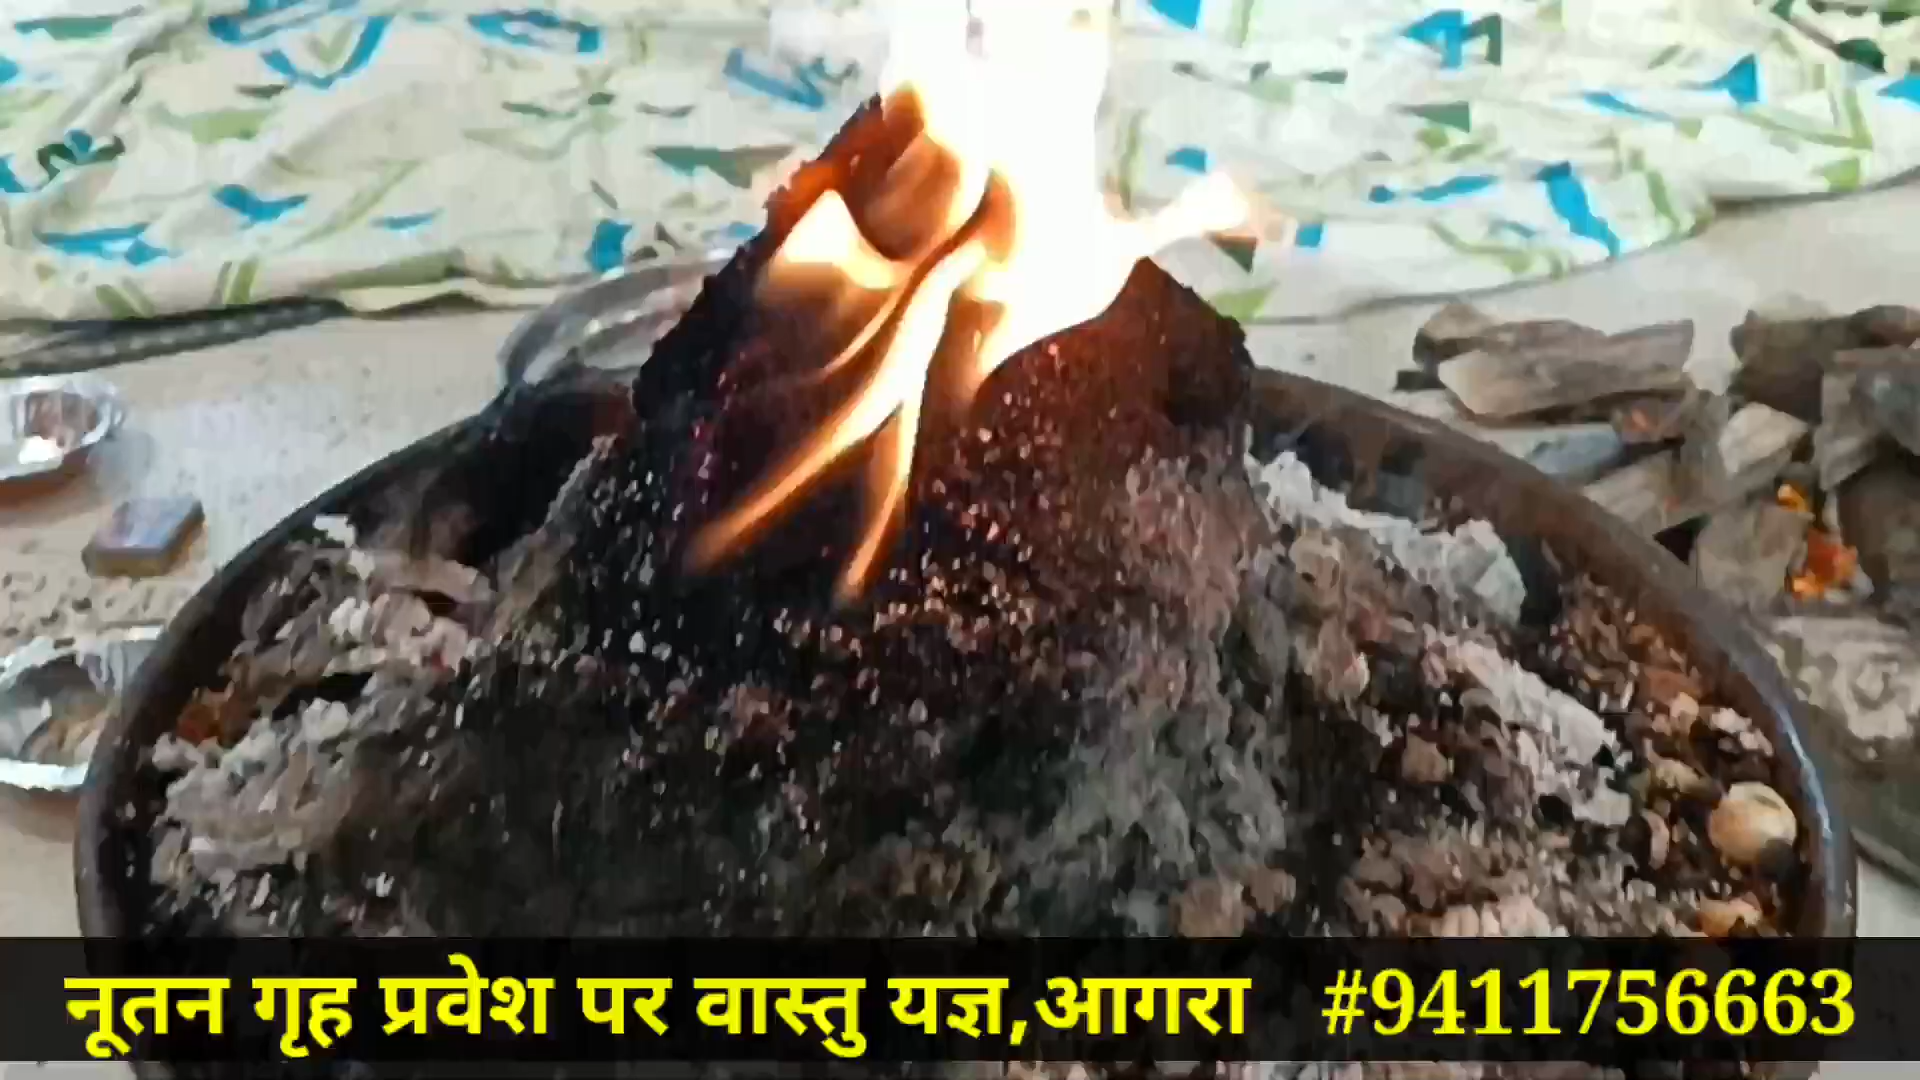 नूतन गृह प्रवेश पर वास्तु यज्ञ,आगरा #9411756663